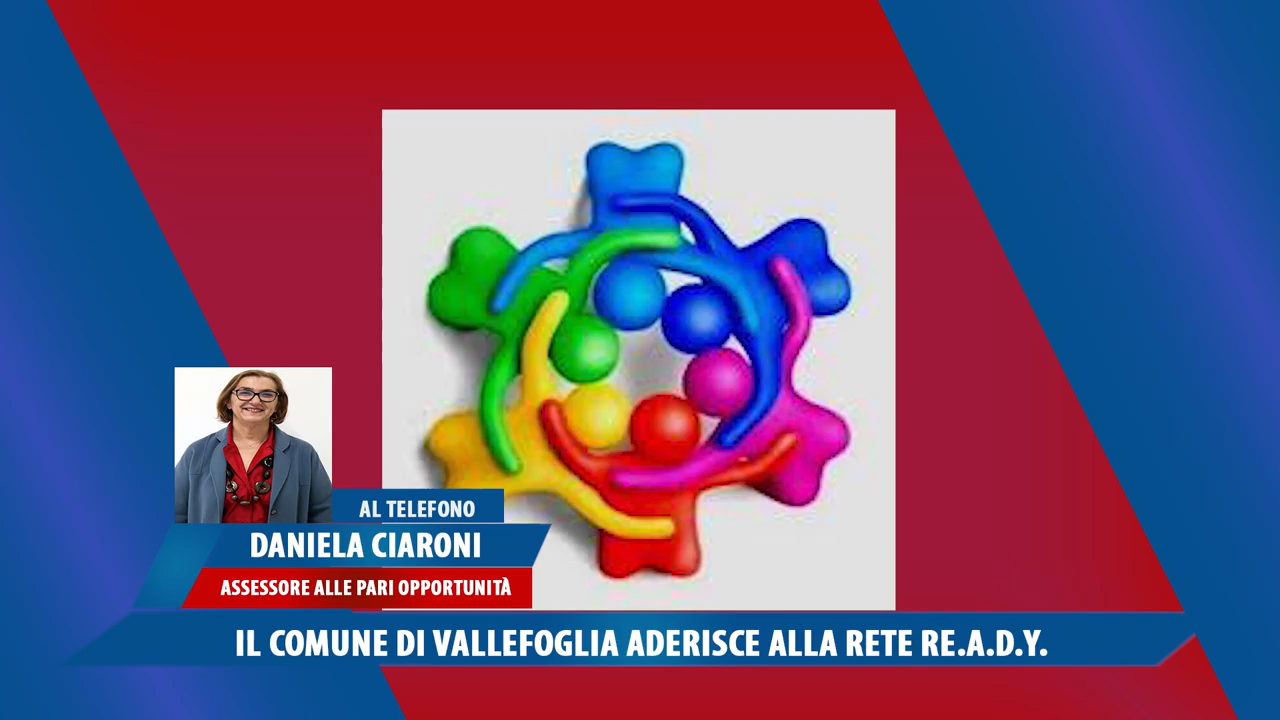 AL TELEFONO
DANIELA CIARONI
ASSESSORE ALLE PARI OPPORTUNITÀ
IL COMUNE DI VALLEFOGLIA ADERISCE ALLA RETE RE.A.D.Y.